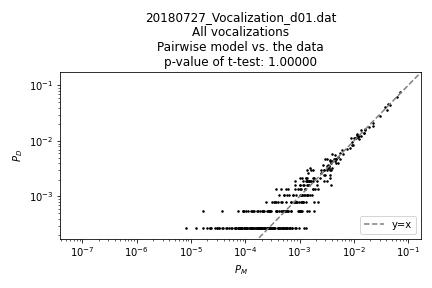 20180727_Vocalization_d01.dat
All vocalizations
Pairwise model vs. the data
p-value of t-test: 1.00000
10⁻¹
10⁻²
10⁻³
P_D
y=x
10⁻⁷ 10⁻⁶ 10⁻⁵ 10⁻⁴ 10⁻³ 10⁻² 10⁻¹
P_M